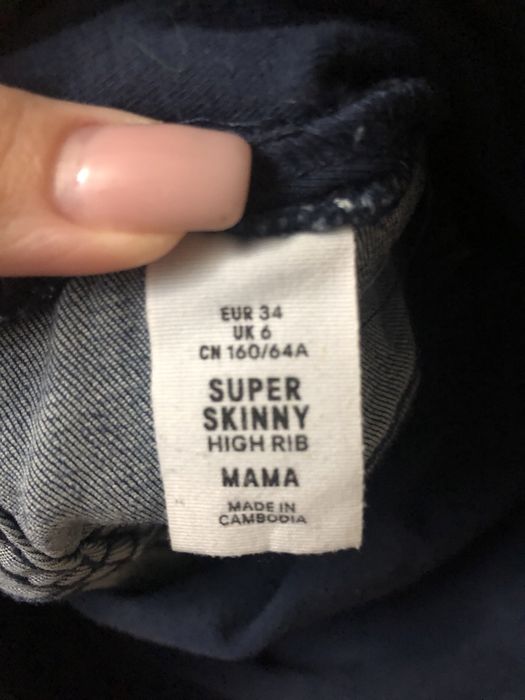 EUR 34
UK 6
CN 160/64A
SUPER
SKINNY
HIGH RIB
MAMA
MADE IN
CAMBODIA